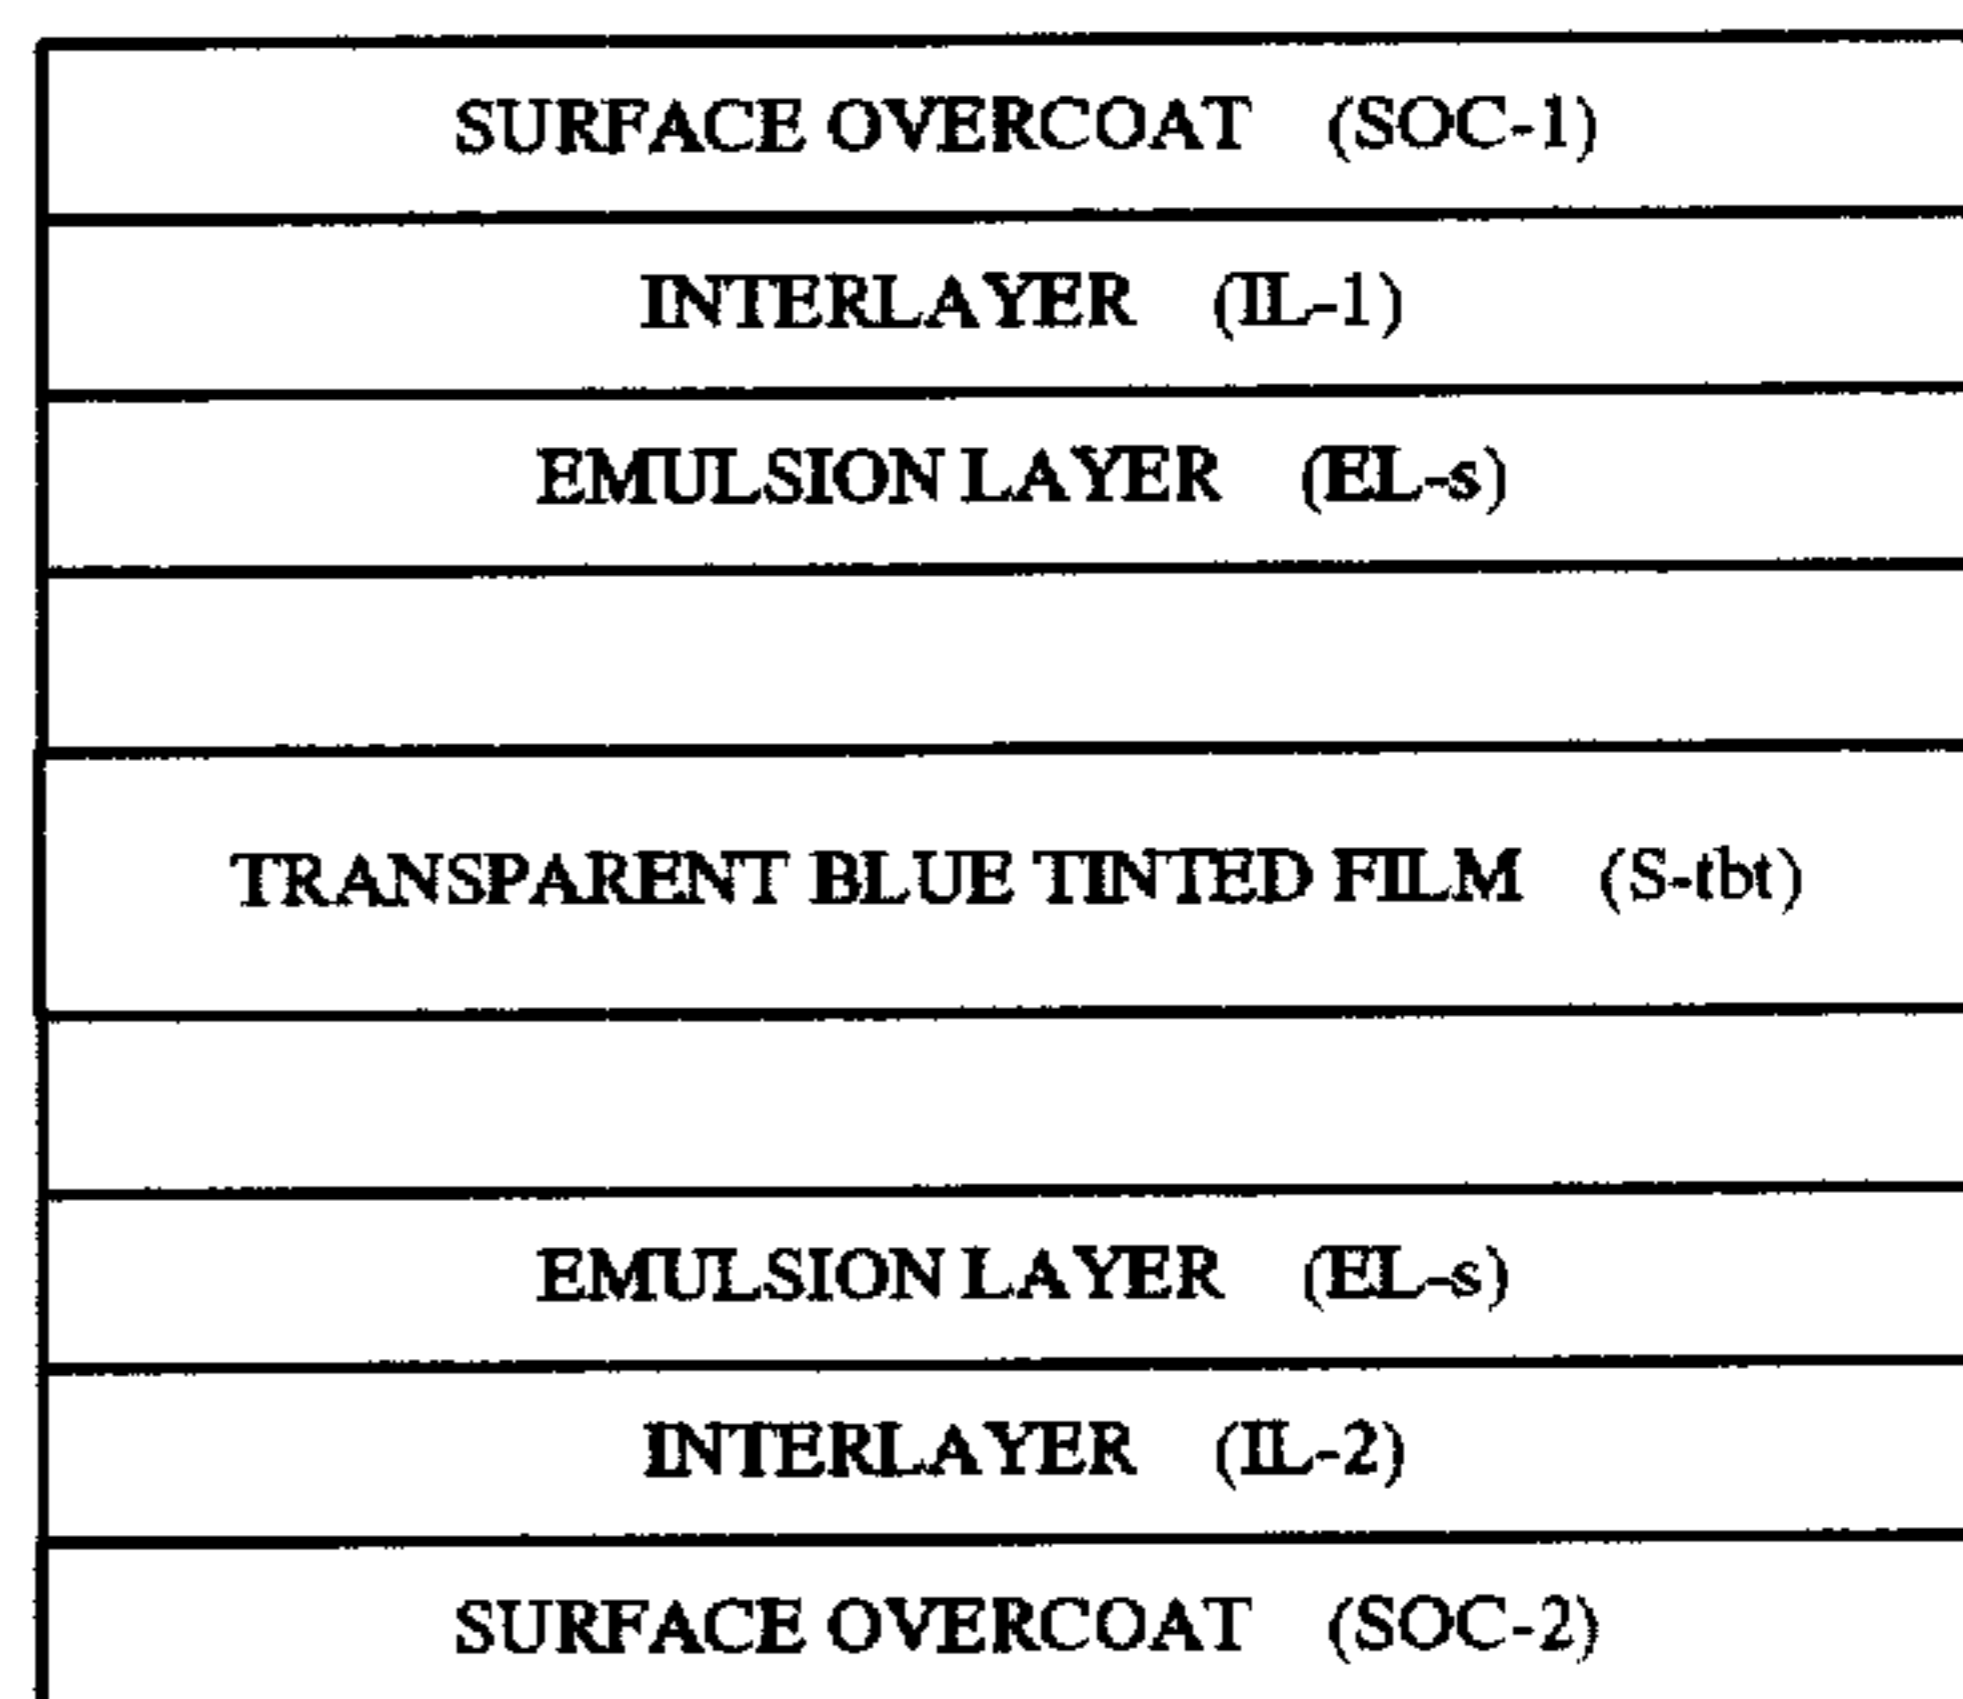 SURFACE OVERCOAT (SOC-1)
INTERLAYER (IL-1)
EMULSION LAYER (EL-s)
TRANSPARENT BLUE TINTED FILM (S-tbt)
EMULSION LAYER (EL-s)
INTERLAYER (IL-2)
SURFACE OVERCOAT (SOC-2)